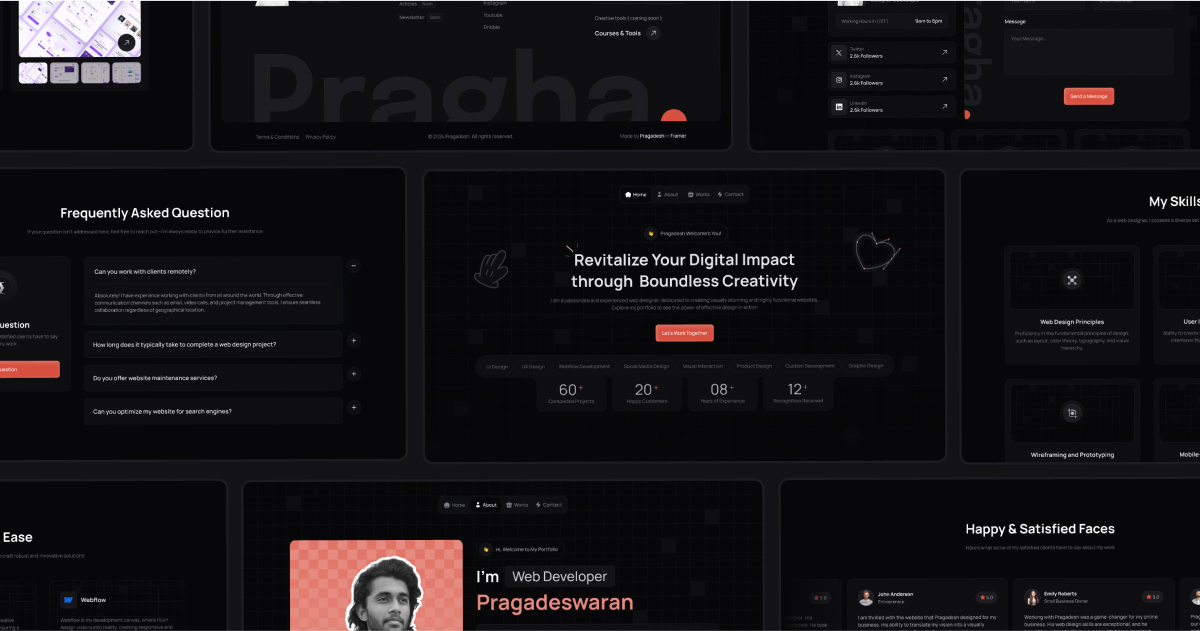 Articles Soon
Newsletter Soon
Instagram
Youtube
Dribble
Creative tools ( coming soon )
Courses & Tools
Pragha
Terms & Conditions
Privacy Policy
© 2024 Pragadesh. All rights reserved.
Made by Pragadesh in Framer
Working Hours in ( IST )
9am to 5pm
Twitter
2.6k Followers
Instagram
2.6k Followers
Linkedin
2.6k Followers
Message
Your Message...
Send a Message
Frequently Asked Question
If your question isn't addressed here, feel free to reach out—I'm always ready to provide further assistance
uestion
uestion
Can you work with clients remotely?
Absolutely! I have experience working with clients from all around the world. Through effective
communication channels such as email, video calls, and project management tools, I ensure seamless
collaboration regardless of geographical location.
How long does it typically take to complete a web design project?
Do you offer website maintenance services?
Can you optimize my website for search engines?
Home
About
Works
Contact
Pragadesh Welcome's You!
Revitalize Your Digital Impact
through Boundless Creativity
I am a passionate and experienced web designer, dedicated to creating visually stunning and highly functional websites.
Explore my portfolio to see the power of effective design in action
Let's Work Together
UI Design
UX Design
Webflow Development
Social Media Design
Visual Interaction
Product Design
Custom Development
Graphic Design
60+
Completed Projects
20+
Happy Customers
08+
Years of Experience
12+
Recognition Received
My Skills
As a web designer, I possess a diverse set
Web Design Principles
Proficiency in the fundamental principles of design,
such as layout, color theory, typography, and visual
hierarchy.
User I
Wireframing and Prototyping
Mobile-
Ease
craft robust and innovative solutions
Webflow
Webflow is my development canvas, where I turn
design visions into reality, creating responsive and
Home
About
Works
Contact
Hi, Welcome to My Portfolio
I'm Web Developer
Pragadeswaran
Happy & Satisfied Faces
Here's what some of my Satisfied clients have to say about my work
John Anderson
Entrepreneur
5.0
I am thrilled with the website that Pragadesh designed for my
business. His ability to translate my vision into a visually
Emily Roberts
Small Business Owner
5.0
Working with Pragadesh was a game-changer for my online
business. His web design skills are exceptional, and he